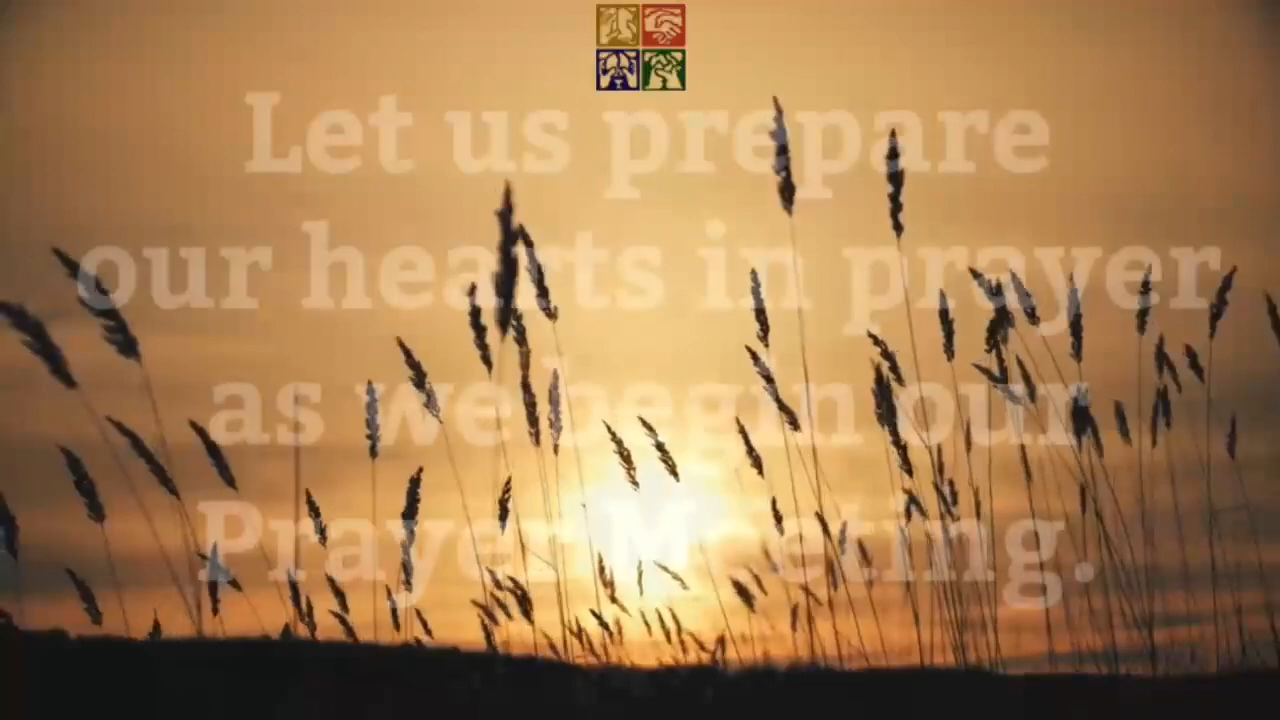 Let us prepare
our hearts in prayer
as we begin our
Prayer Meeting.